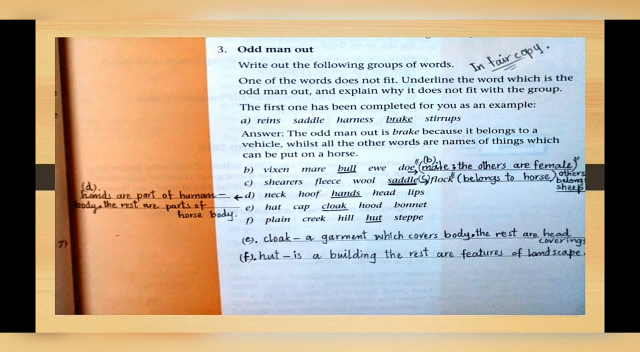 3. Odd man out
In fair copy.
Write out the following groups of words.
One of the words does not fit. Underline the word which is the
odd man out, and explain why it does not fit with the group.
The first one has been completed for you as an example:
a) reins saddle harness brake stirrups
Answer: The odd man out is brake because it belongs to a
vehicle, whilst all the other words are names of things which
can be put on a horse.
b) vixen mare bull ewe doe "(b) (male & the others are female)"
c) shearers fleece wool saddle (c) flock "(belongs to horse) others belong sheep
d) neck hoof hands head lips
(d). hands are part of human body. the rest are parts of horse body.
e) hat cap cloak hood bonnet
f) plain creek hill hut steppe
(e). cloak – a garment which covers body. the rest are head coverings
(f). hut – is a building the rest are features of landscape.
7)